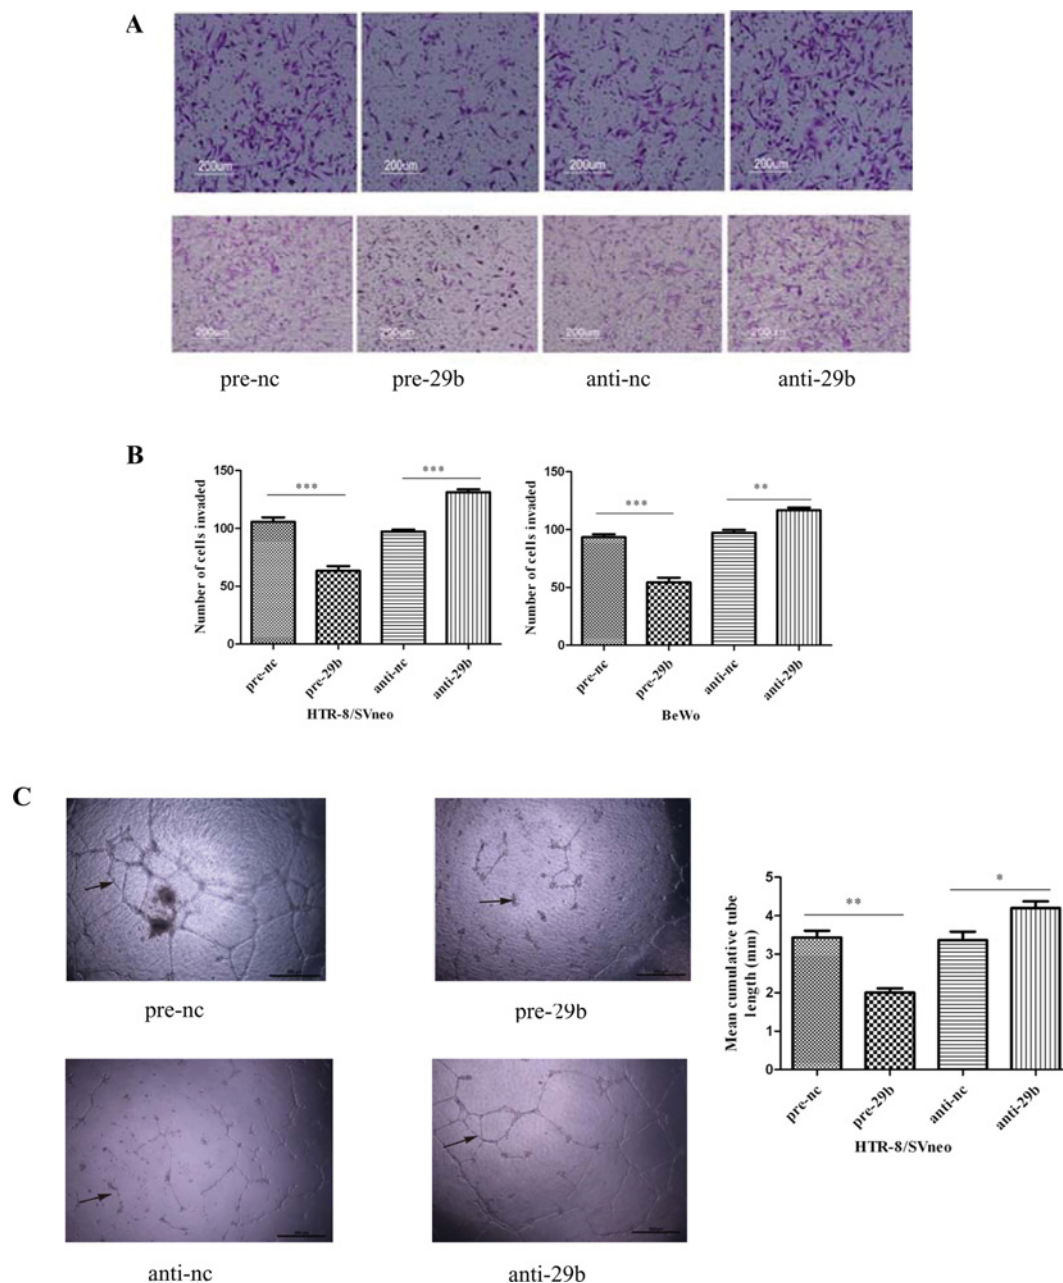 A
200um 200um 200um 200um
200um 200um 200um 200um
pre-nc pre-29b anti-nc anti-29b
B
Number of cells invaded
150
100
50
0
***
***
pre-nc pre-29b anti-nc anti-29b
HTR-8/SVneo
Number of cells invaded
150
100
50
0
***
**
pre-nc pre-29b anti-nc anti-29b
BeWo
C
pre-nc
pre-29b
anti-nc
anti-29b
Mean cumulative tube
length (mm)
5
4
3
2
1
0
**
*
pre-nc pre-29b anti-nc anti-29b
HTR-8/SVneo